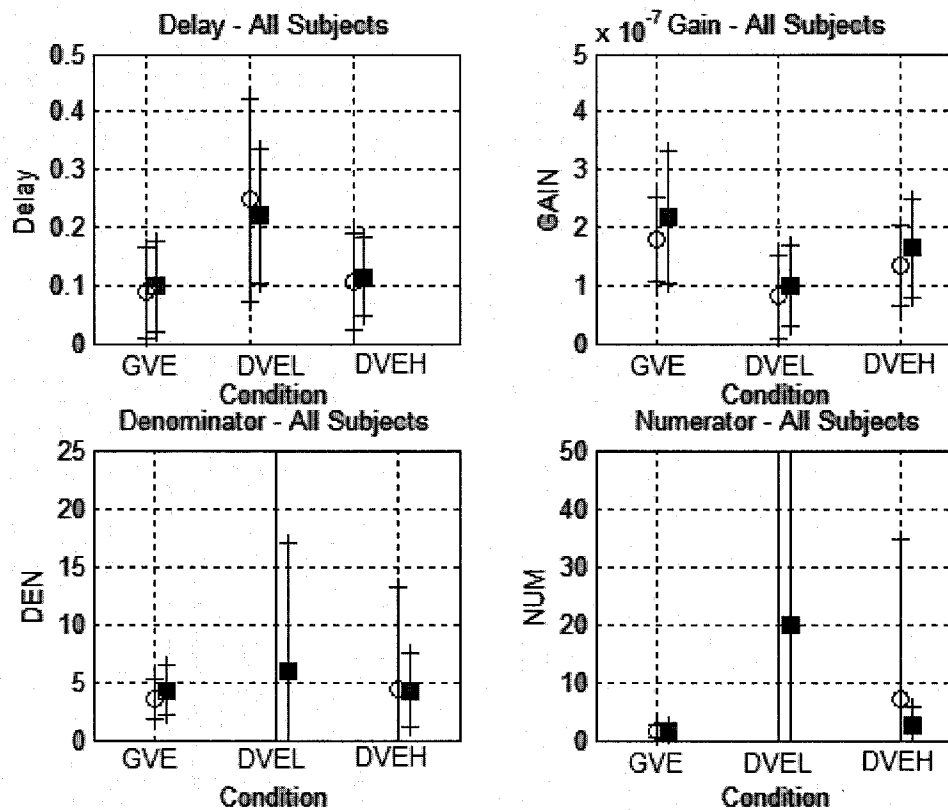 Delay - All Subjects
0.5
0.4
0.3
0.2
0.1
0
Delay
GVE
DVEL
DVEH
Condition
x 10-7 Gain - All Subjects
5
4
3
2
1
0
GAIN
GVE
DVEL
DVEH
Condition
Denominator - All Subjects
25
20
15
10
5
0
DEN
GVE
DVEL
DVEH
Condition
Numerator - All Subjects
50
40
30
20
10
0
NUM
GVE
DVEL
DVEH
Condition